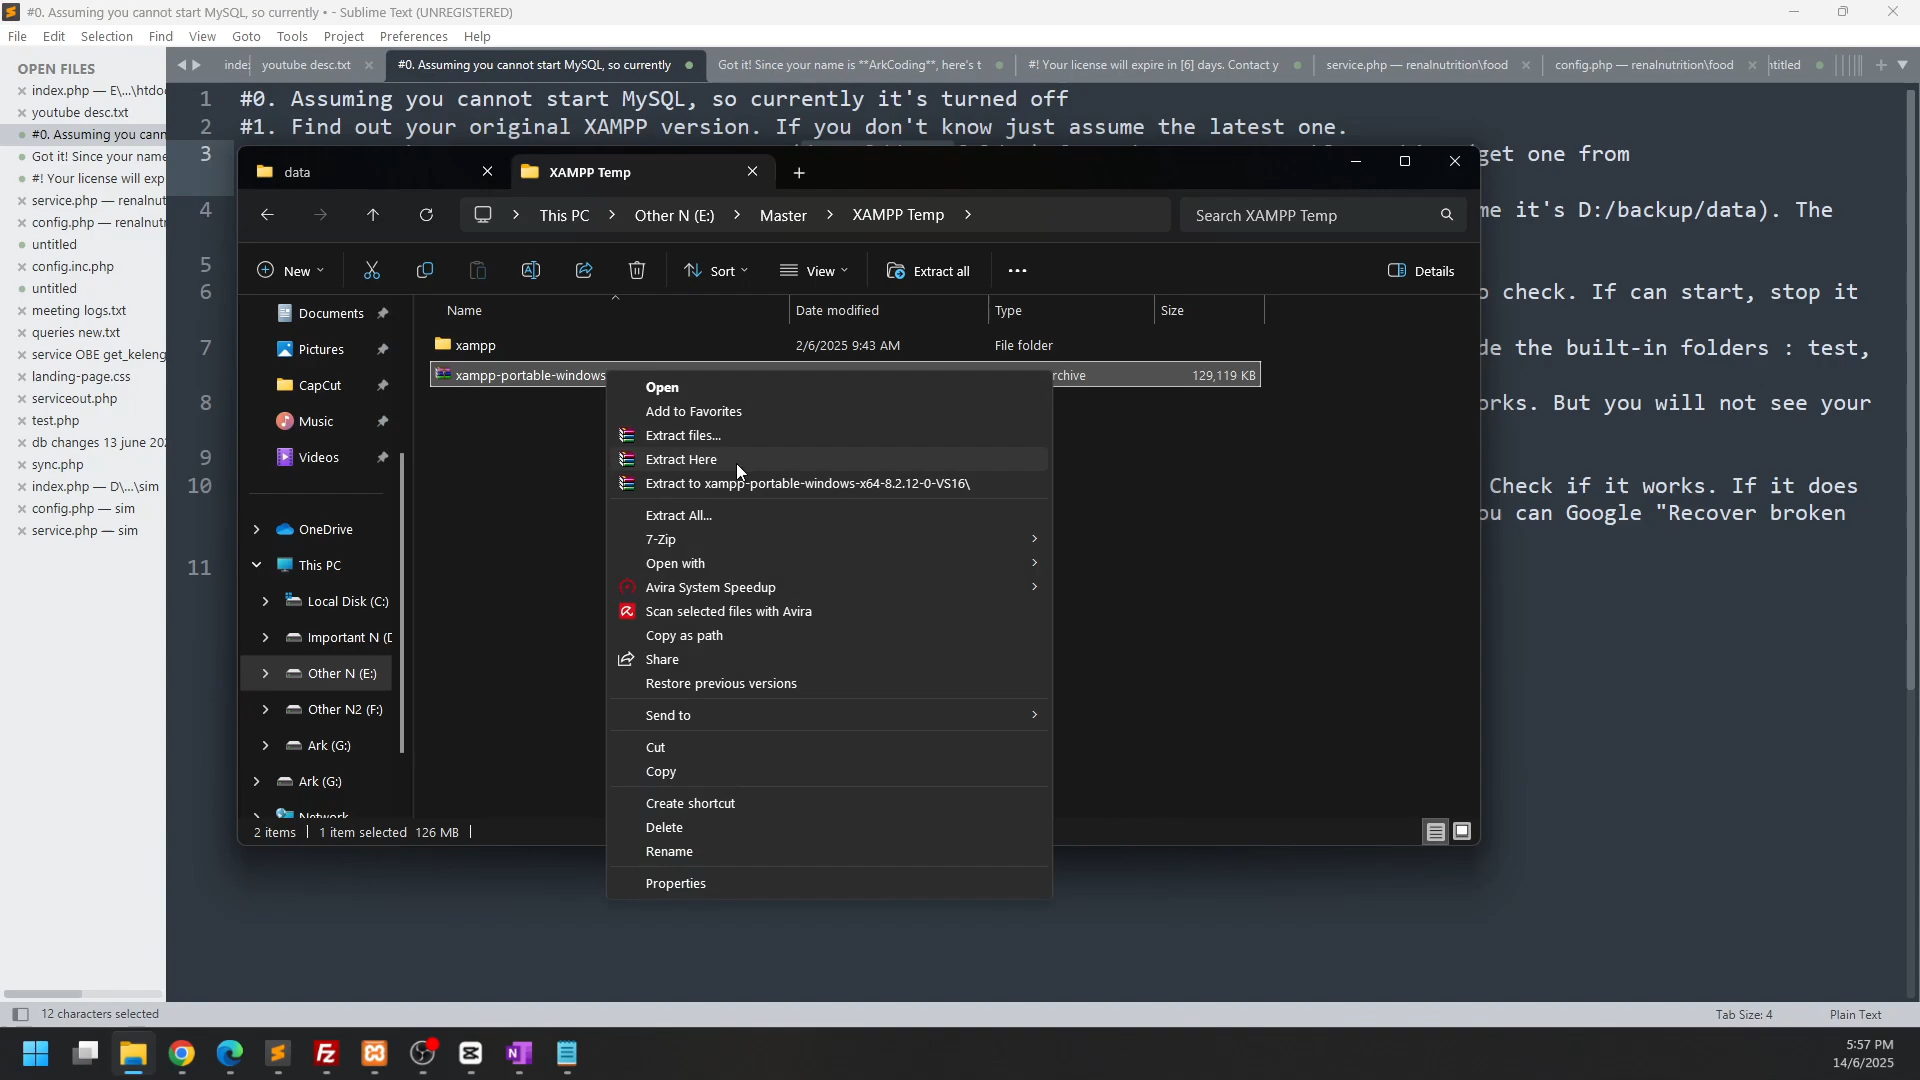 #0. Assuming you cannot start MySQL, so currently • - Sublime Text (UNREGISTERED)
File Edit Selection Find View Goto Tools Project Preferences Help
OPEN FILES
index.php — E\...\htdo
youtube desc.txt
#0. Assuming you cann
Got it! Since your name
#! Your license will exp
service.php — renalnut
config.php — renalnutri
untitled
config.inc.php
untitled
meeting logs.txt
queries new.txt
service OBE get_keleng
landing-page.css
serviceout.php
test.php
db changes 13 june 20
sync.php
index.php — D\...\sim
config.php — sim
service.php — sim
inde youtube desc.txt #0. Assuming you cannot start MySQL, so currently Got it! Since your name is **ArkCoding**, here's t #! Your license will expire in [6] days. Contact y service.php — renalnutrition\food config.php — renalnutrition\food ntitled
1 #0. Assuming you cannot start MySQL, so currently it's turned off
2 #1. Find out your original XAMPP version. If you don't know just assume the latest one.
3 get one from
4 me it's D:/backup/data). The
5
6 o check. If can start, stop it
7 de the built-in folders : test,
8 orks. But you will not see your
9
10 Check if it works. If it does
ou can Google "Recover broken
11
data XAMPP Temp
This PC Other N (E:) Master XAMPP Temp
Search XAMPP Temp
New Sort View Extract all Details
Name Date modified Type Size
xampp 2/6/2025 9:43 AM File folder
xampp-portable-windows rchive 129,119 KB
Documents
Pictures
CapCut
Music
Videos
OneDrive
This PC
Local Disk (C:)
Important N (D
Other N (E:)
Other N2 (F:)
Ark (G:)
Ark (G:)
Network
2 items 1 item selected 126 MB
Open
Add to Favorites
Extract files...
Extract Here
Extract to xampp-portable-windows-x64-8.2.12-0-VS16\
Extract All...
7-Zip
Open with
Avira System Speedup
Scan selected files with Avira
Copy as path
Share
Restore previous versions
Send to
Cut
Copy
Create shortcut
Delete
Rename
Properties
12 characters selected
Tab Size: 4
Plain Text
5:57 PM
14/6/2025